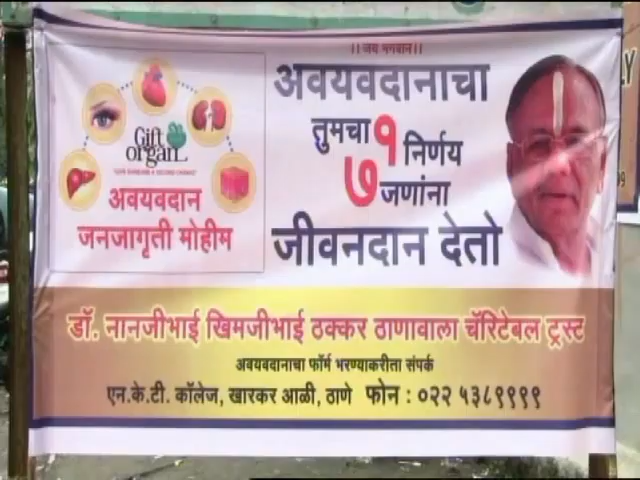 ।। जय भगवान।।
अवयवदानाचा
तुमचा १ निर्णय
७ जणांना
जीवनदान देतो
Gift
organ
अवयवदान
जनजागृती मोहीम
डॉ. नानजीभाई खिमजीभाई ठक्कर ठाणावाला चॅरिटेबल ट्रस्ट
अवयवदानाचा फॉर्म भरण्याकरीता संपर्क
एन.के.टी. कॉलेज, खारकर आळी, ठाणे फोन : ०२२ ५३८९९९९